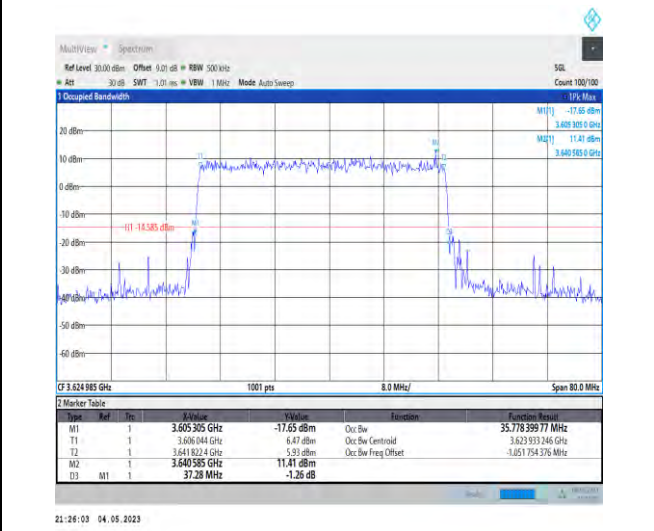 MultiView Spectrum
Ref Level 30.00 dBm Offset 9.01 dB RBW 500 kHz SGL
Att 30 dB SWT 1.01 ms VBW 1 MHz Mode Auto Sweep Count 100/100
1 Occupied Bandwidth 1Pk Max
M1[1] -17.65 dBm
3.605 305 0 GHz
M2[1] 11.41 dBm
3.640 585 0 GHz
20 dBm
10 dBm
0 dBm
-10 dBm
H1 -14.585 dBm
-20 dBm
-30 dBm
-40 dBm
-50 dBm
-60 dBm
CF 3.624 985 GHz 1001 pts 8.0 MHz/ Span 80.0 MHz
2 Marker Table
Type Ref Trc X-Value Y-Value Function Function Result
M1 1 3.605 305 GHz -17.65 dBm Occ Bw 35.778 399 77 MHz
T1 1 3.606 044 GHz 6.47 dBm Occ Bw Centroid 3.623 933 246 GHz
T2 1 3.641 822 4 GHz 5.93 dBm Occ Bw Freq Offset -1.051 754 376 MHz
M2 1 3.640 585 GHz 11.41 dBm
D3 M1 1 37.28 MHz -1.26 dB
21:26:03 04.05.2023